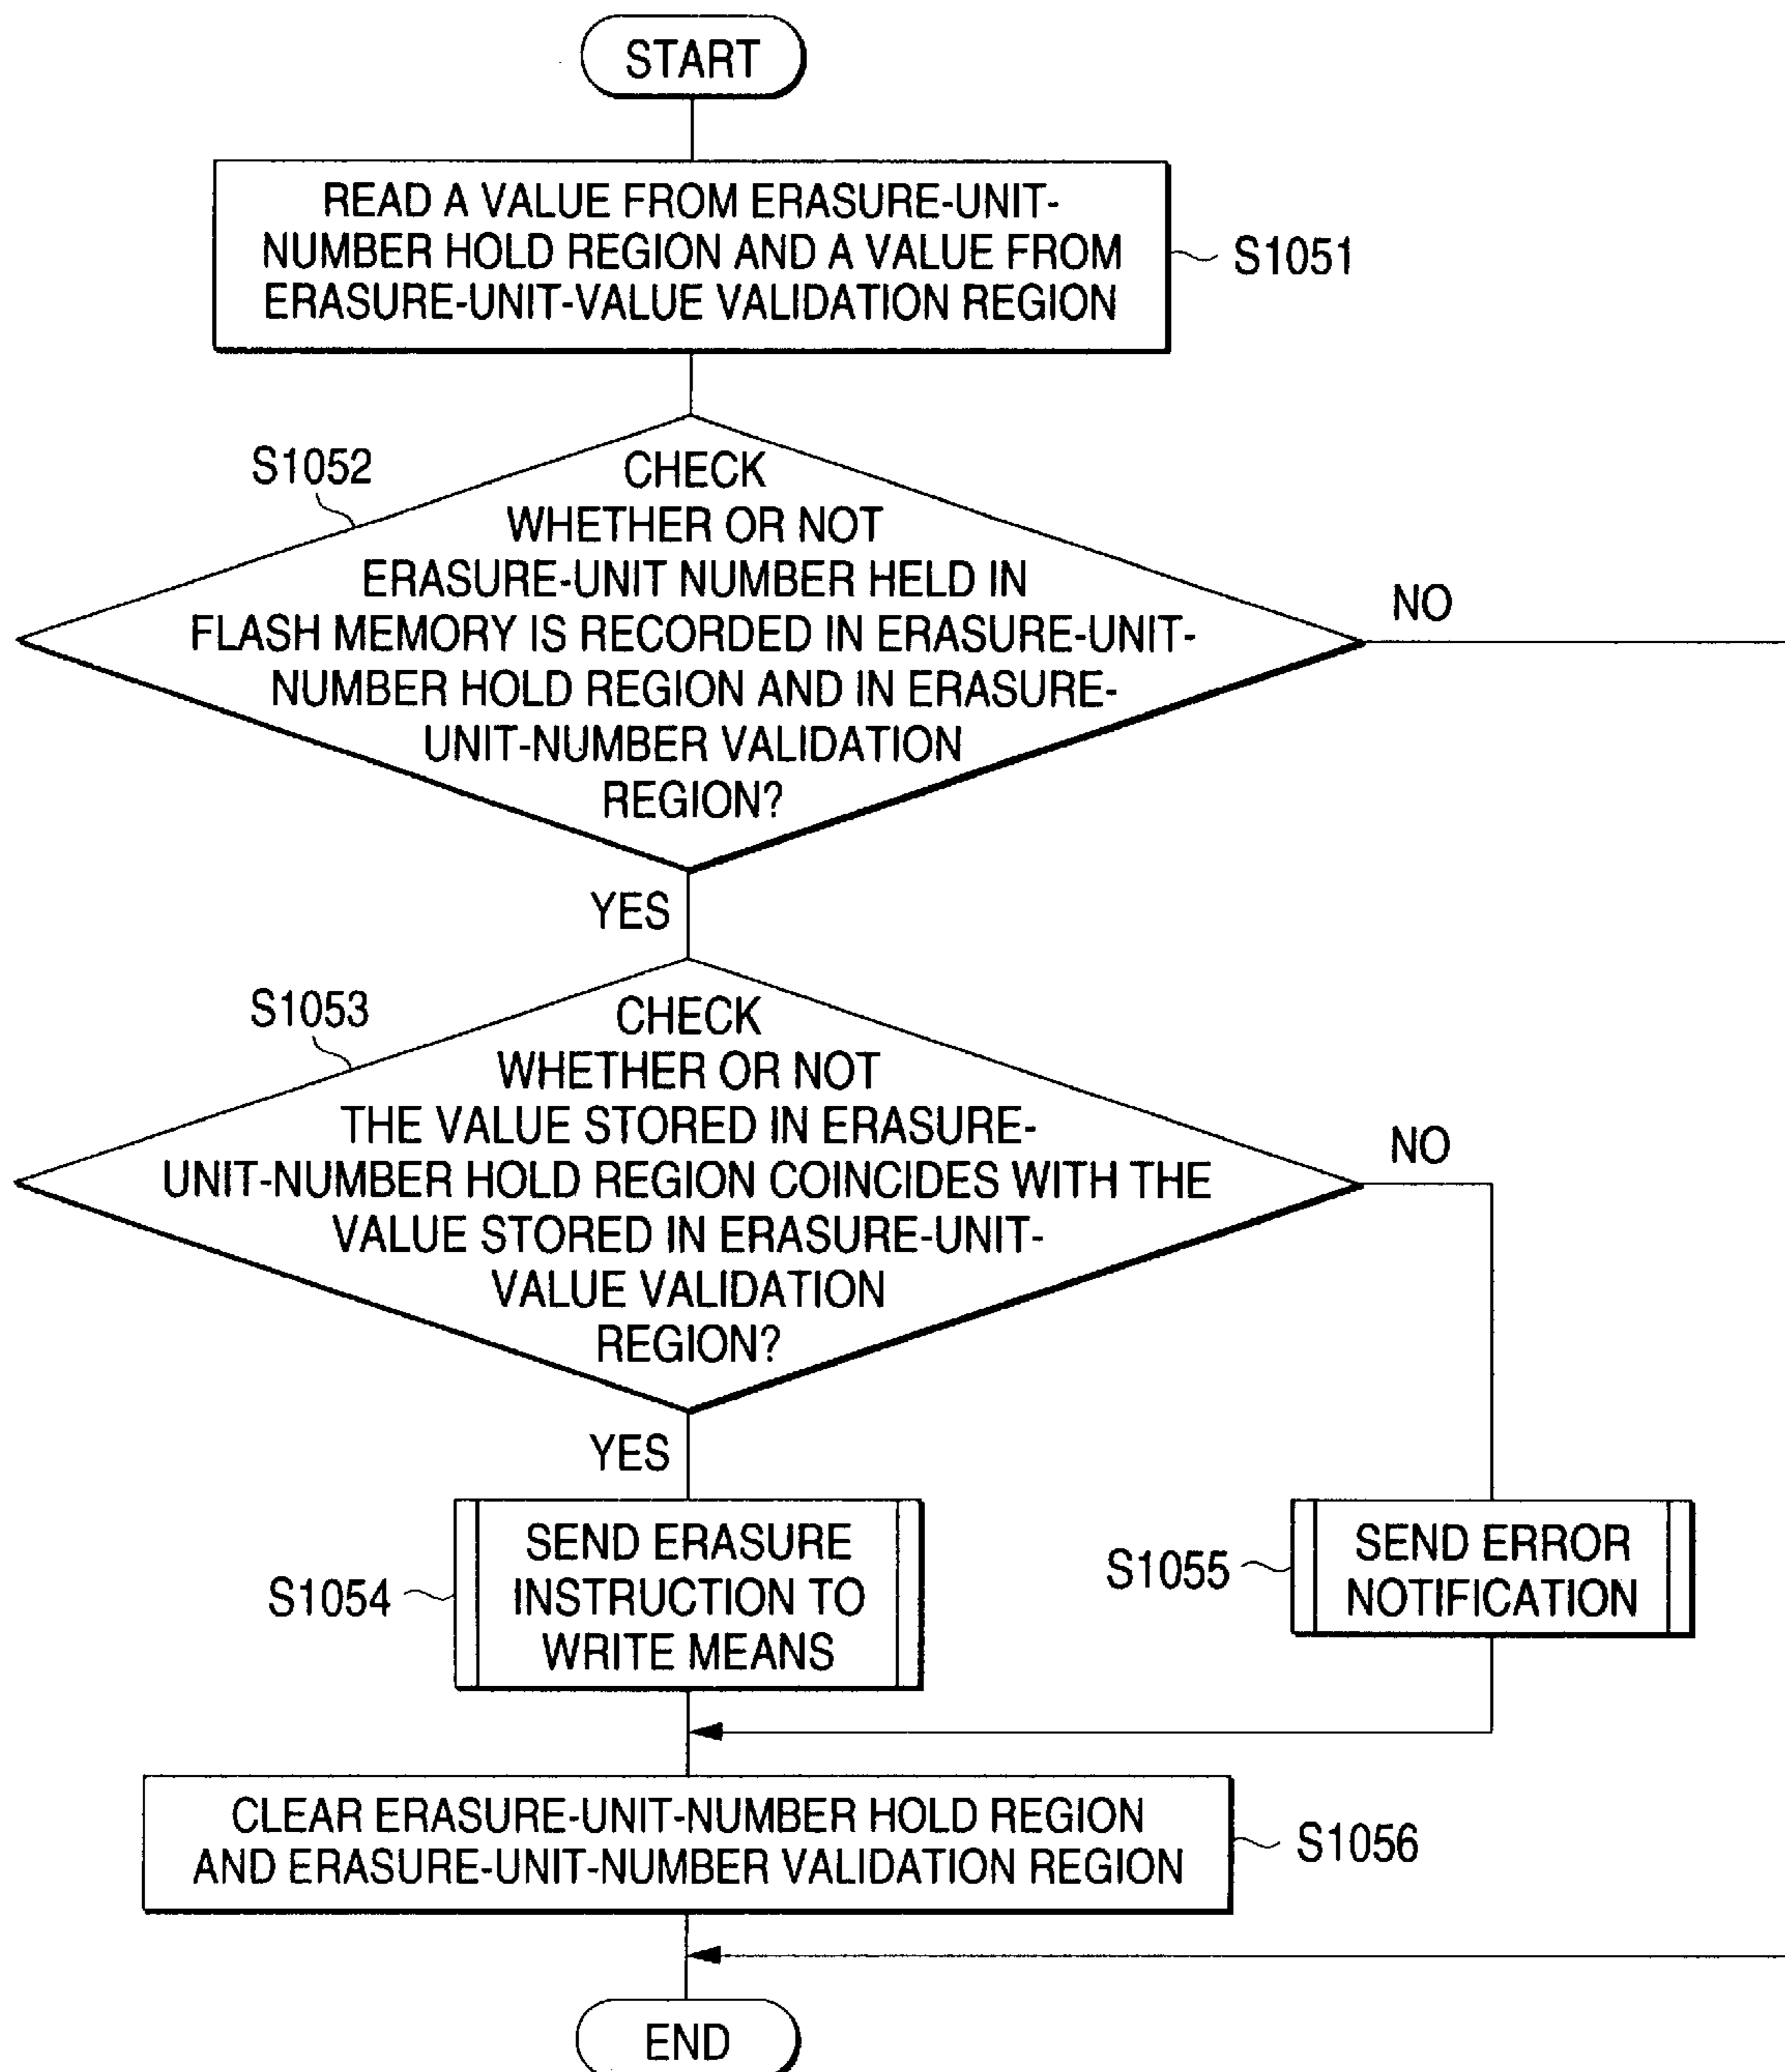 START
READ A VALUE FROM ERASURE-UNIT-
NUMBER HOLD REGION AND A VALUE FROM
ERASURE-UNIT-VALUE VALIDATION REGION
S1051
S1052
CHECK
WHETHER OR NOT
ERASURE-UNIT NUMBER HELD IN
FLASH MEMORY IS RECORDED IN ERASURE-UNIT-
NUMBER HOLD REGION AND IN ERASURE-
UNIT-NUMBER VALIDATION
REGION?
NO
YES
S1053
CHECK
WHETHER OR NOT
THE VALUE STORED IN ERASURE-
UNIT-NUMBER HOLD REGION COINCIDES WITH THE
VALUE STORED IN ERASURE-UNIT-
VALUE VALIDATION
REGION?
NO
YES
S1054
SEND ERASURE
INSTRUCTION TO
WRITE MEANS
S1055
SEND ERROR
NOTIFICATION
CLEAR ERASURE-UNIT-NUMBER HOLD REGION
AND ERASURE-UNIT-NUMBER VALIDATION REGION
S1056
END